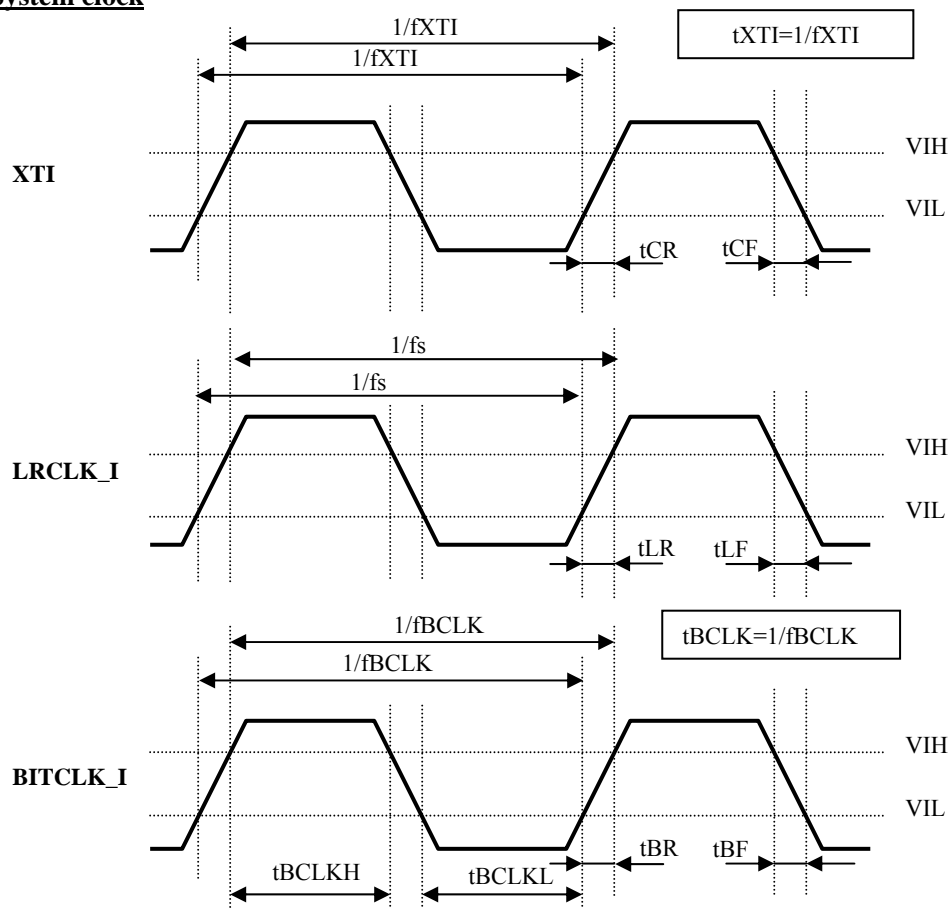 system clock
1/fXTI
tXTI=1/fXTI
1/fXTI
VIH
XTI
VIL
tCR
tCF
1/fs
1/fs
VIH
LRCLK_I
VIL
tLR
tLF
1/fBCLK
tBCLK=1/fBCLK
1/fBCLK
VIH
BITCLK_I
VIL
tBR
tBF
tBCLKH
tBCLKL